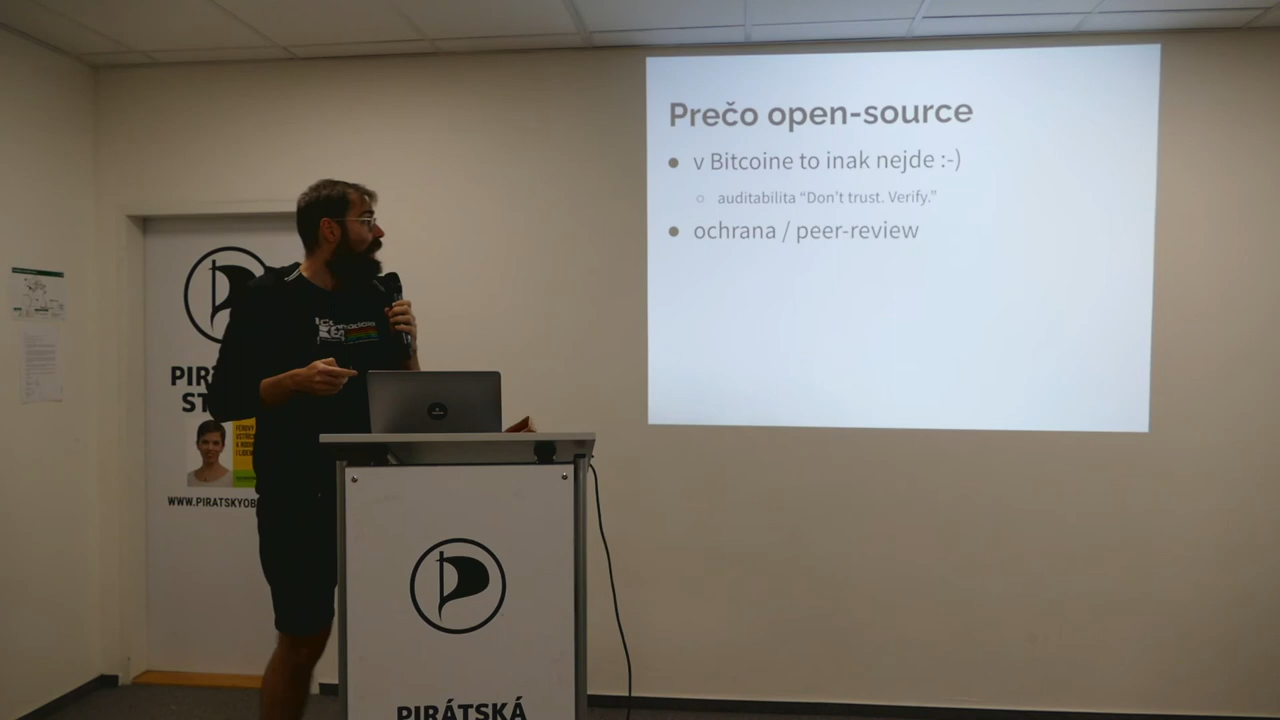 Prečo open-source
● v Bitcoine to inak nejde :-)
○ auditabilita “Don't trust. Verify.”
● ochrana / peer-review
WWW.PIRATSKYOB
PIRÁTSKÁ